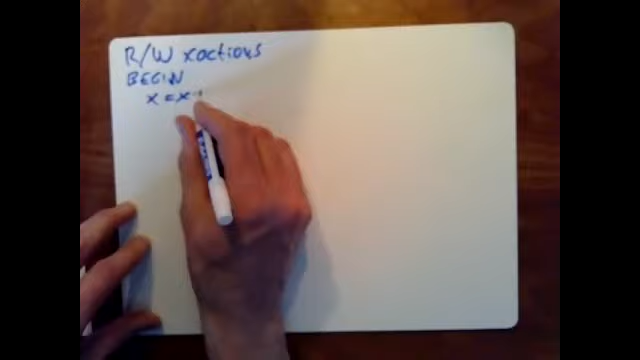 R/W xactions
BEGIN
x = x +